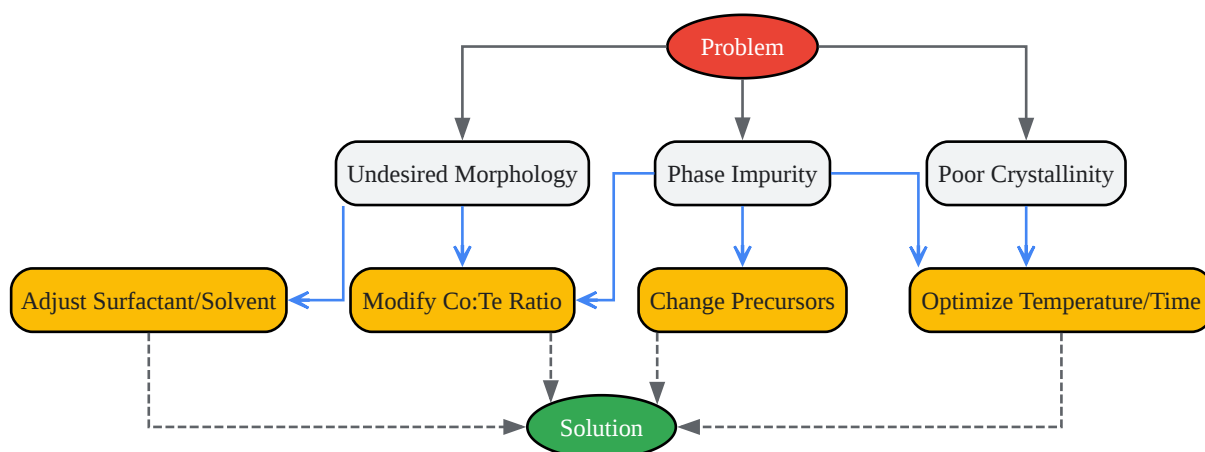 Problem
Undesired Morphology
Phase Impurity
Poor Crystallinity
Adjust Surfactant/Solvent
Modify Co:Te Ratio
Change Precursors
Optimize Temperature/Time
Solution